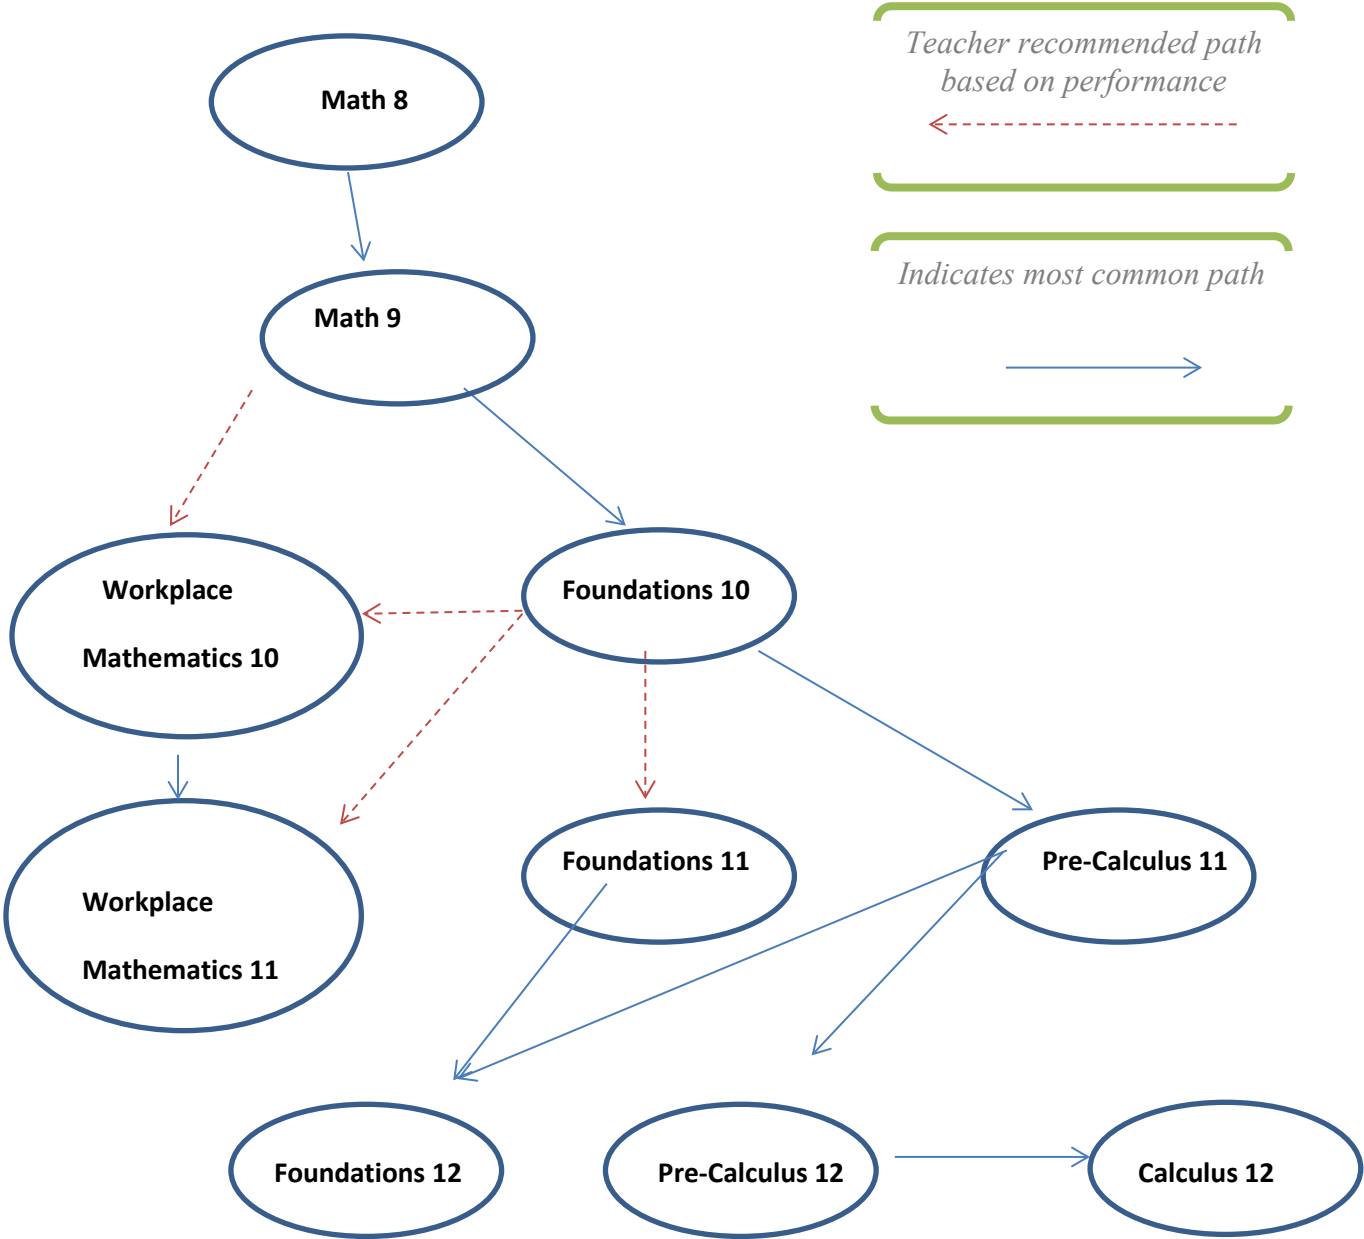 Math 8
Teacher recommended path
based on performance
Indicates most common path
Math 9
Workplace
Mathematics 10
Foundations 10
Workplace
Mathematics 11
Foundations 11
Pre-Calculus 11
Foundations 12
Pre-Calculus 12
Calculus 12